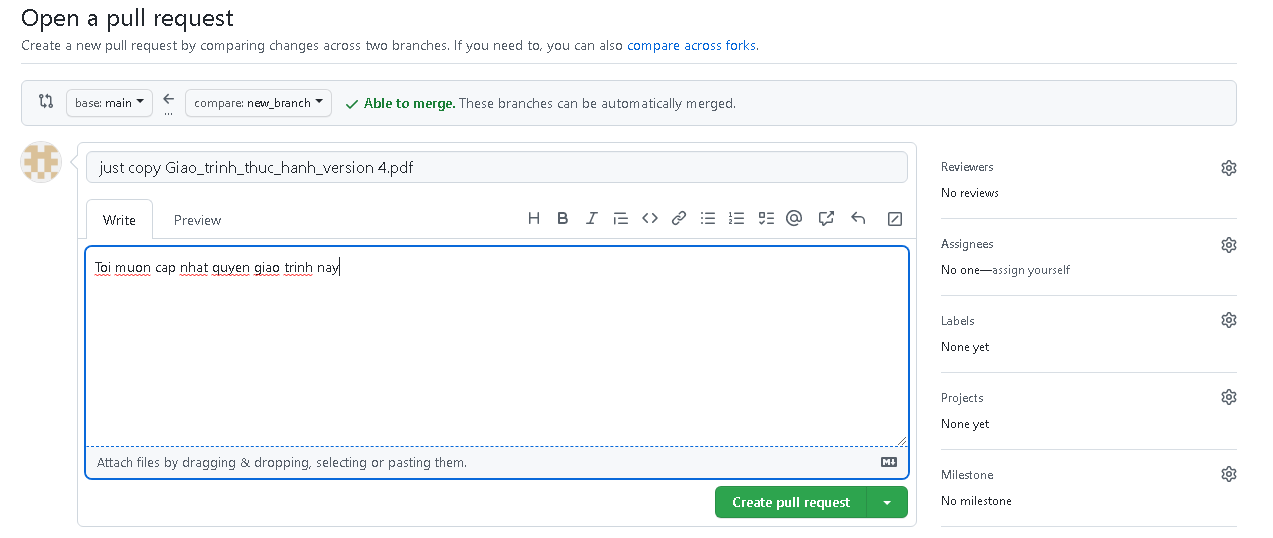 Open a pull request
Create a new pull request by comparing changes across two branches. If you need to, you can also compare across forks.
base: main
...
compare: new_branch
Able to merge. These branches can be automatically merged.
just copy Giao_trinh_thuc_hanh_version 4.pdf
Write
Preview
Toi muon cap nhat quyen giao trinh nay
Attach files by dragging & dropping, selecting or pasting them.
Create pull request
Reviewers
No reviews
Assignees
No one—assign yourself
Labels
None yet
Projects
None yet
Milestone
No milestone